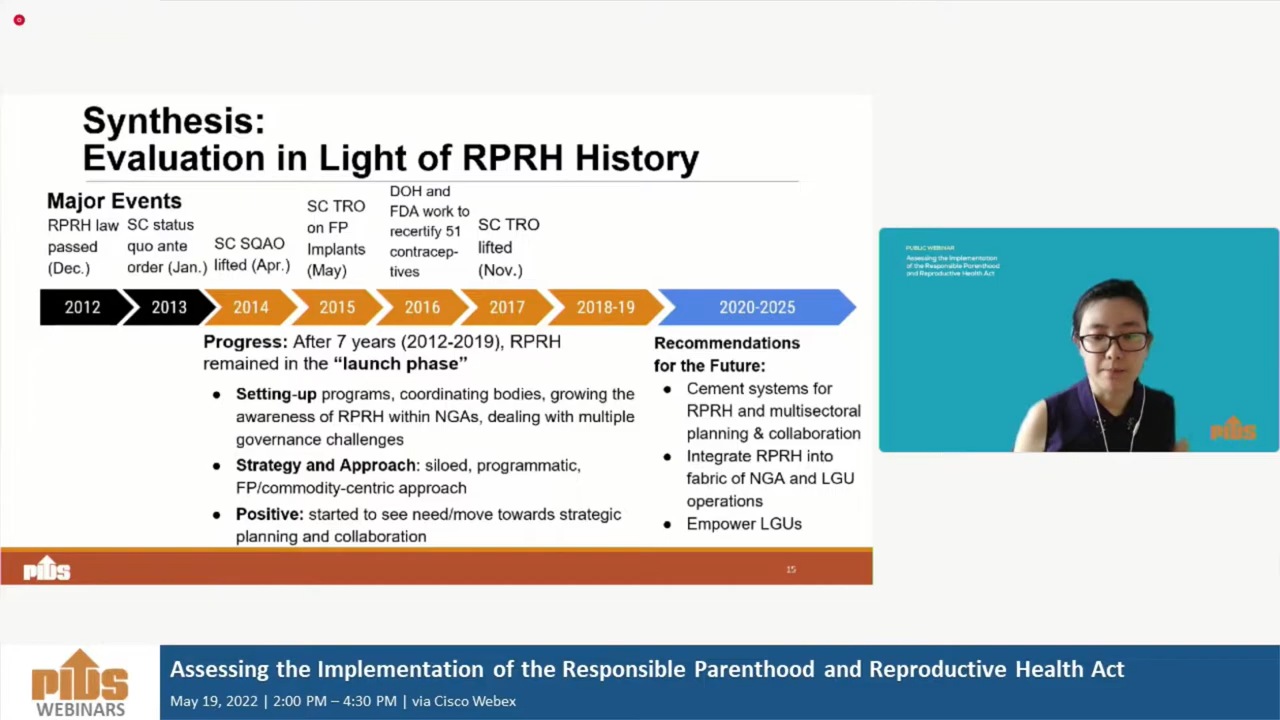 Synthesis:
Evaluation in Light of RPRH History
Major Events
RPRH law
passed
(Dec.)
SC status
quo ante
order (Jan.)
SC SQAO
lifted (Apr.)
SC TRO
on FP
Implants
(May)
DOH and
FDA work to
recertify 51
contracep-
tives
SC TRO
lifted
(Nov.)
2012
2013
2014
2015
2016
2017
2018-19
2020-2025
Progress: After 7 years (2012-2019), RPRH
remained in the “launch phase”
● Setting-up programs, coordinating bodies, growing the
awareness of RPRH within NGAs, dealing with multiple
governance challenges
● Strategy and Approach: siloed, programmatic,
FP/commodity-centric approach
● Positive: started to see need/move towards strategic
planning and collaboration
Recommendations
for the Future:
● Cement systems for
RPRH and multisectoral
planning & collaboration
● Integrate RPRH into
fabric of NGA and LGU
operations
● Empower LGUs
PIDS
15
PUBLIC WEBINAR
Assessing the Implementation
of the Responsible Parenthood
and Reproductive Health Act
PIDS
PIDS
WEBINARS
Assessing the Implementation of the Responsible Parenthood and Reproductive Health Act
May 19, 2022 | 2:00 PM – 4:30 PM | via Cisco Webex